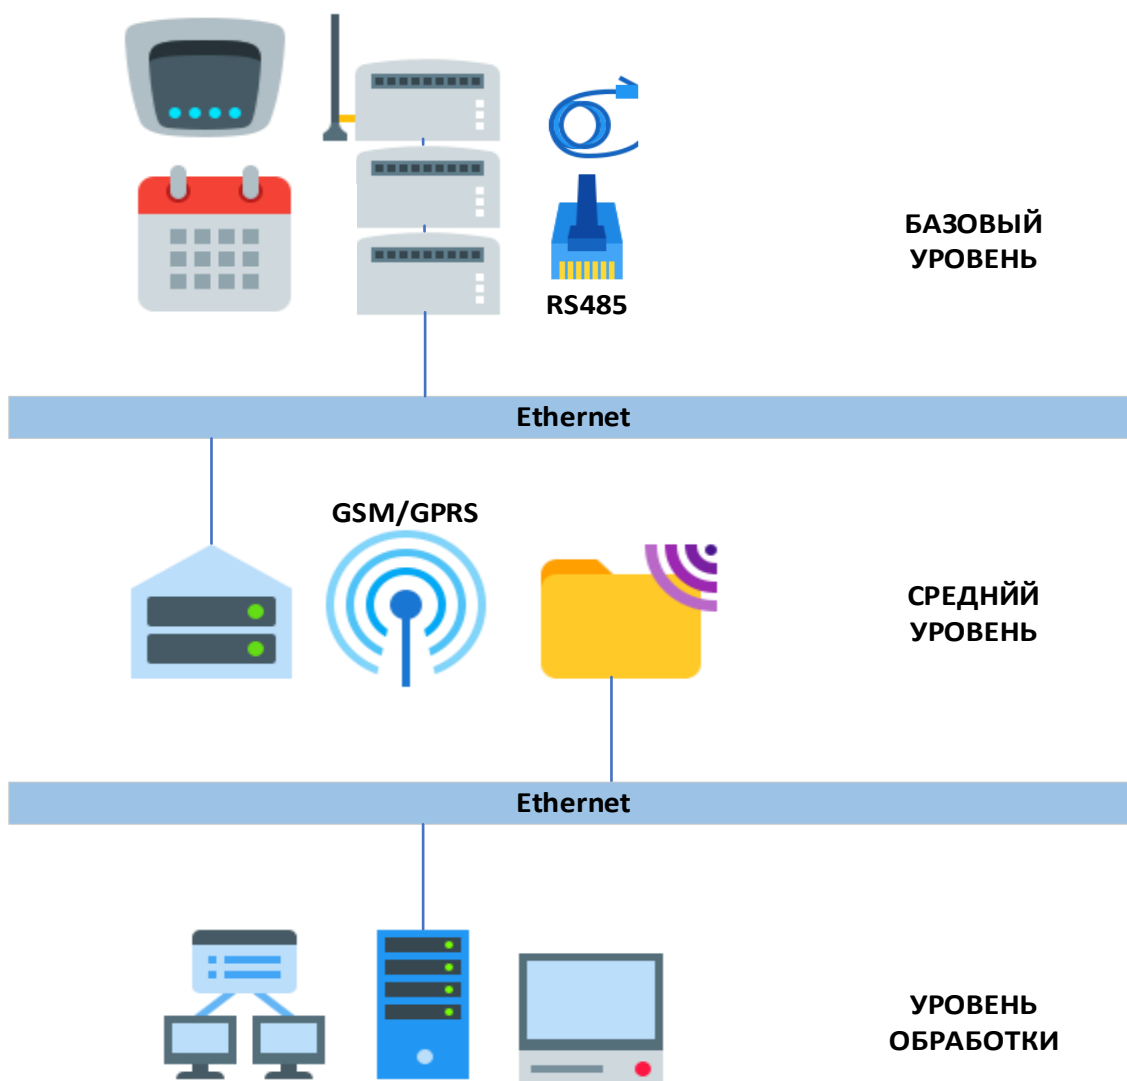 БАЗОВЫЙ
УРОВЕНЬ
RS485
Ethernet
GSM/GPRS
СРЕДНЙЙ
УРОВЕНЬ
Ethernet
УРОВЕНЬ
ОБРАБОТКИ